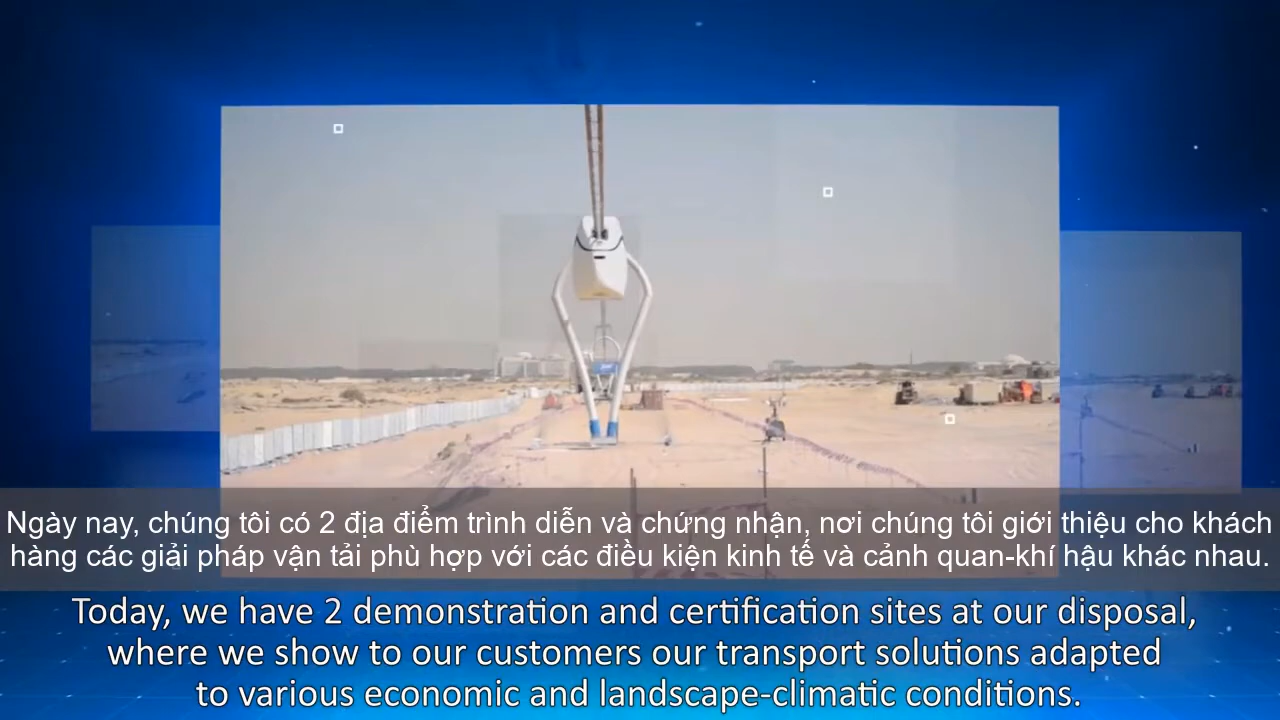 Ngày nay, chúng tôi có 2 địa điểm trình diễn và chứng nhận, nơi chúng tôi giới thiệu cho khách
hàng các giải pháp vận tải phù hợp với các điều kiện kinh tế và cảnh quan-khí hậu khác nhau.
Today, we have 2 demonstration and certification sites at our disposal,
where we show to our customers our transport solutions adapted
to various economic and landscape-climatic conditions.